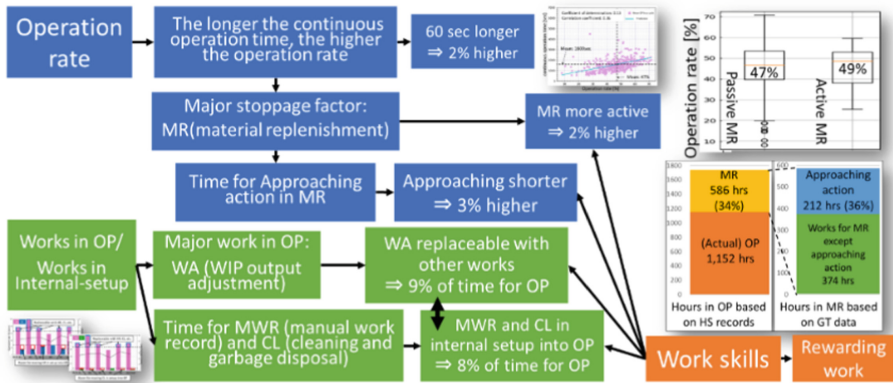 Operation
rate
The longer the continuous
operation time, the higher
the operation rate
60 sec longer
⇒ 2% higher
Major stoppage factor:
MR(material replenishment)
MR more active
⇒ 2% higher
Time for Approaching
action in MR
Approaching shorter
⇒ 3% higher
Works in OP/
Works in
Internal-setup
Major work in OP:
WA (WIP output
adjustment)
WA replaceable with
other works
⇒ 9% of time for OP
Time for MWR (manual work
record) and CL (cleaning and
garbage disposal)
MWR and CL in
internal setup into OP
⇒ 8% of time for OP
Work skills
Rewarding
work
Operation rate [%]
70
60
50
40
30
20
10
47%
Passive MR
49%
Active MR
1800
1600
1400
1200
1000
800
600
400
200
0
MR
586 hrs
(34%)
(Actual) OP
1,152 hrs
Hours in OP based
on HS records
600
500
400
300
200
100
0
Approaching
action
212 hrs (36%)
Works for MR
except
approaching
action
374 hrs
Hours in MR based
on GT data